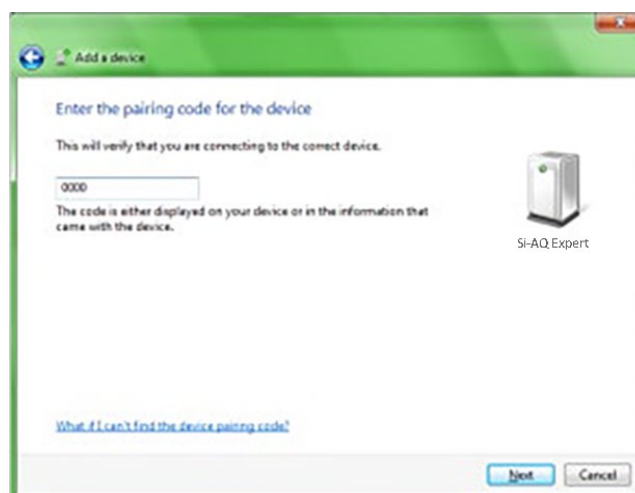 Add a device
Enter the pairing code for the device
This will verify that you are connecting to the correct device.
0000
The code is either displayed on your device or in the information that
came with the device.
Si-AQ Expert
What if I can't find the device pairing code?
Next
Cancel